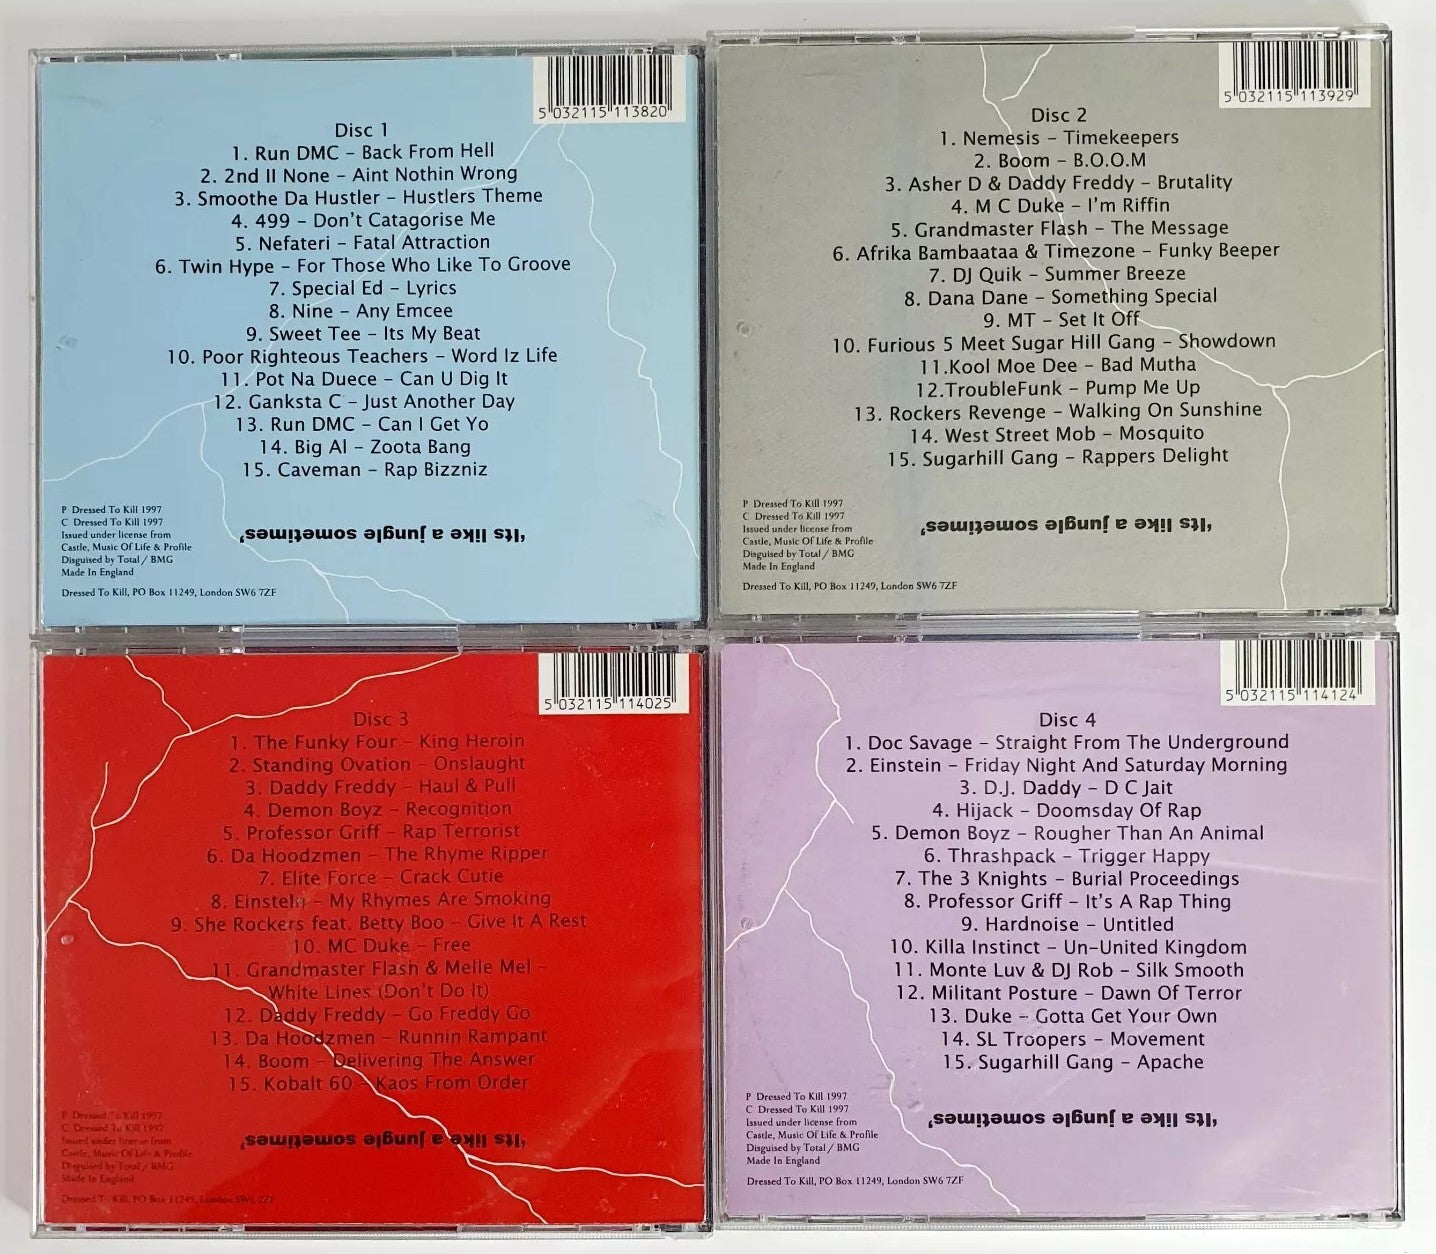 5 032115 113820
Disc 1
1. Run DMC – Back From Hell
2. 2nd II None – Aint Nothin Wrong
3. Smoothe Da Hustler – Hustlers Theme
4. 499 – Don't Catagorise Me
5. Nefateri – Fatal Attraction
6. Twin Hype – For Those Who Like To Groove
7. Special Ed – Lyrics
8. Nine – Any Emcee
9. Sweet Tee – Its My Beat
10. Poor Righteous Teachers – Word Iz Life
11. Pot Na Duece – Can U Dig It
12. Ganksta C – Just Another Day
13. Run DMC – Can I Get Yo
14. Big Al – Zoota Bang
15. Caveman – Rap Bizzniz
P Dressed To Kill 1997
C Dressed To Kill 1997
Issued under license from
Castle, Music Of Life & Profile
Disguised by Total / BMG
Made In England
Dressed To Kill, PO Box 11249, London SW6 7ZF
'Its like a jungle sometimes'
5 032115 113929
Disc 2
1. Nemesis – Timekeepers
2. Boom – B.O.O.M
3. Asher D & Daddy Freddy – Brutality
4. M C Duke – I'm Riffin
5. Grandmaster Flash – The Message
6. Afrika Bambaataa & Timezone – Funky Beeper
7. DJ Quik – Summer Breeze
8. Dana Dane – Something Special
9. MT – Set It Off
10. Furious 5 Meet Sugar Hill Gang – Showdown
11.Kool Moe Dee – Bad Mutha
12.TroubleFunk – Pump Me Up
13. Rockers Revenge – Walking On Sunshine
14. West Street Mob – Mosquito
15. Sugarhill Gang – Rappers Delight
P Dressed To Kill 1997
C Dressed To Kill 1997
Issued under license from
Castle, Music Of Life & Profile
Disguised by Total / BMG
Made In England
Dressed To Kill, PO Box 11249, London SW6 7ZF
'Its like a jungle sometimes'
5 032115 114025
Disc 3
1. The Funky Four – King Heroin
2. Standing Ovation – Onslaught
3. Daddy Freddy – Haul & Pull
4. Demon Boyz – Recognition
5. Professor Griff – Rap Terrorist
6. Da Hoodzmen – The Rhyme Ripper
7. Elite Force – Crack Cutie
8. Einstein – My Rhymes Are Smoking
9. She Rockers feat. Betty Boo – Give It A Rest
10. MC Duke – Free
11. Grandmaster Flash & Melle Mel –
White Lines (Don't Do It)
12. Daddy Freddy – Go Freddy Go
13. Da Hoodzmen – Runnin Rampant
14. Boom – Delivering The Answer
15. Kobalt 60 – Kaos From Order
P Dressed To Kill 1997
C Dressed To Kill 1997
Issued under license from
Castle, Music Of Life & Profile
Disguised by Total / BMG
Made In England
Dressed To Kill, PO Box 11249, London SW6 7ZF
'Its like a jungle sometimes'
5 032115 114124
Disc 4
1. Doc Savage – Straight From The Underground
2. Einstein – Friday Night And Saturday Morning
3. D.J. Daddy – D C Jait
4. Hijack – Doomsday Of Rap
5. Demon Boyz – Rougher Than An Animal
6. Thrashpack – Trigger Happy
7. The 3 Knights – Burial Proceedings
8. Professor Griff – It's A Rap Thing
9. Hardnoise – Untitled
10. Killa Instinct – Un–United Kingdom
11. Monte Luv & DJ Rob – Silk Smooth
12. Militant Posture – Dawn Of Terror
13. Duke – Gotta Get Your Own
14. SL Troopers – Movement
15. Sugarhill Gang – Apache
P Dressed To Kill 1997
C Dressed To Kill 1997
Issued under license from
Castle, Music Of Life & Profile
Disguised by Total / BMG
Made In England
Dressed To Kill, PO Box 11249, London SW6 7ZF
'Its like a jungle sometimes'